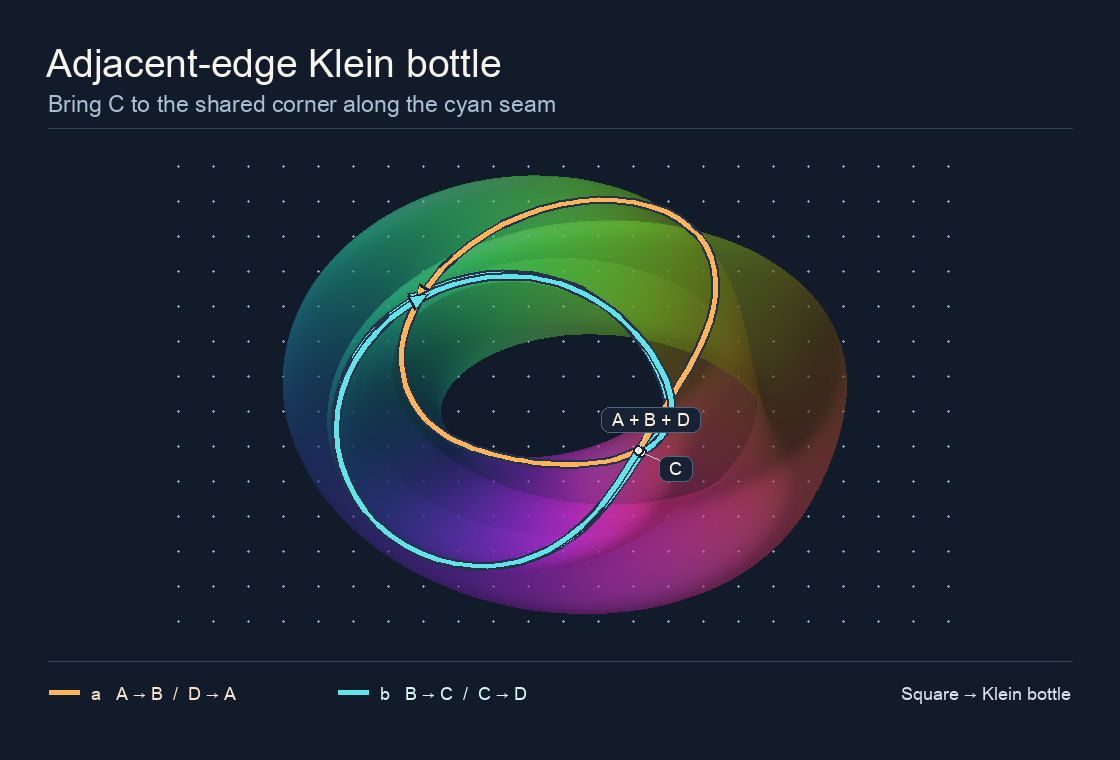 Adjacent-edge Klein bottle
Bring C to the shared corner along the cyan seam
A + B + D
C
a A→B / D→A
b B→C / C→D
Square→Klein bottle